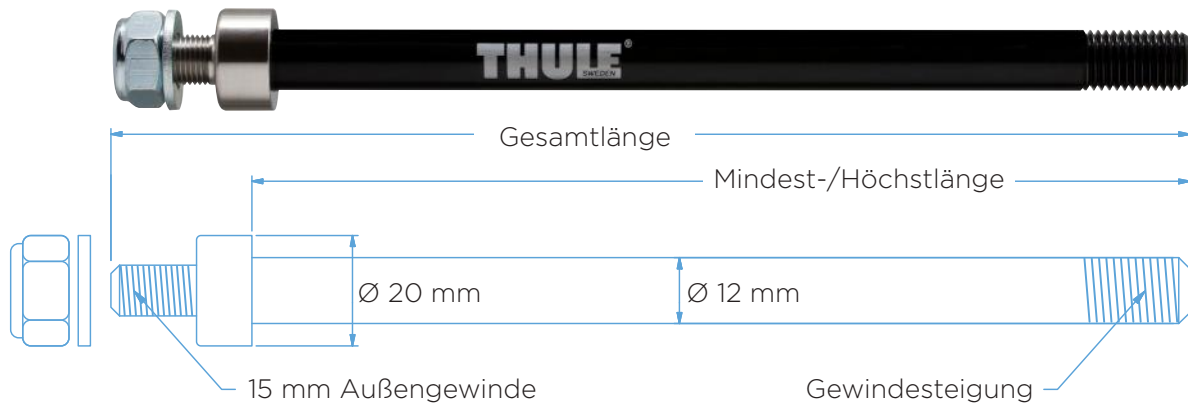 THULE®
SWEDEN
Gesamtlänge
Mindest-/Höchstlänge
Ø 20 mm
Ø 12 mm
15 mm Außengewinde
Gewindesteigung